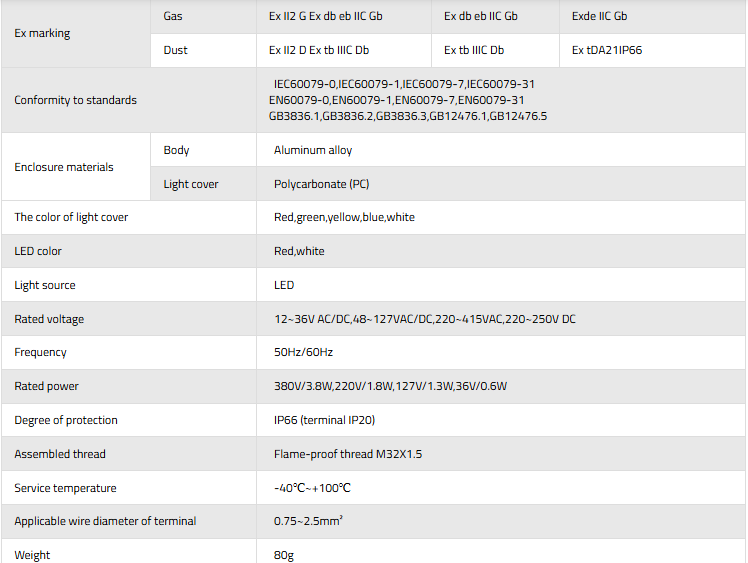 Ex marking
Gas
Ex II2 G Ex db eb IIC Gb
Ex db eb IIC Gb
Exde IIC Gb
Dust
Ex II2 D Ex tb IIIC Db
Ex tb IIIC Db
Ex tDA21IP66
Conformity to standards
IEC60079-0,IEC60079-1,IEC60079-7,IEC60079-31
EN60079-0,EN60079-1,EN60079-7,EN60079-31
GB3836.1,GB3836.2,GB3836.3,GB12476.1,GB12476.5
Enclosure materials
Body
Aluminum alloy
Light cover
Polycarbonate (PC)
The color of light cover
Red,green,yellow,blue,white
LED color
Red,white
Light source
LED
Rated voltage
12~36V AC/DC,48~127VAC/DC,220~415VAC,220~250V DC
Frequency
50Hz/60Hz
Rated power
380V/3.8W,220V/1.8W,127V/1.3W,36V/0.6W
Degree of protection
IP66 (terminal IP20)
Assembled thread
Flame-proof thread M32X1.5
Service temperature
-40℃~+100℃
Applicable wire diameter of terminal
0.75~2.5mm²
Weight
80g